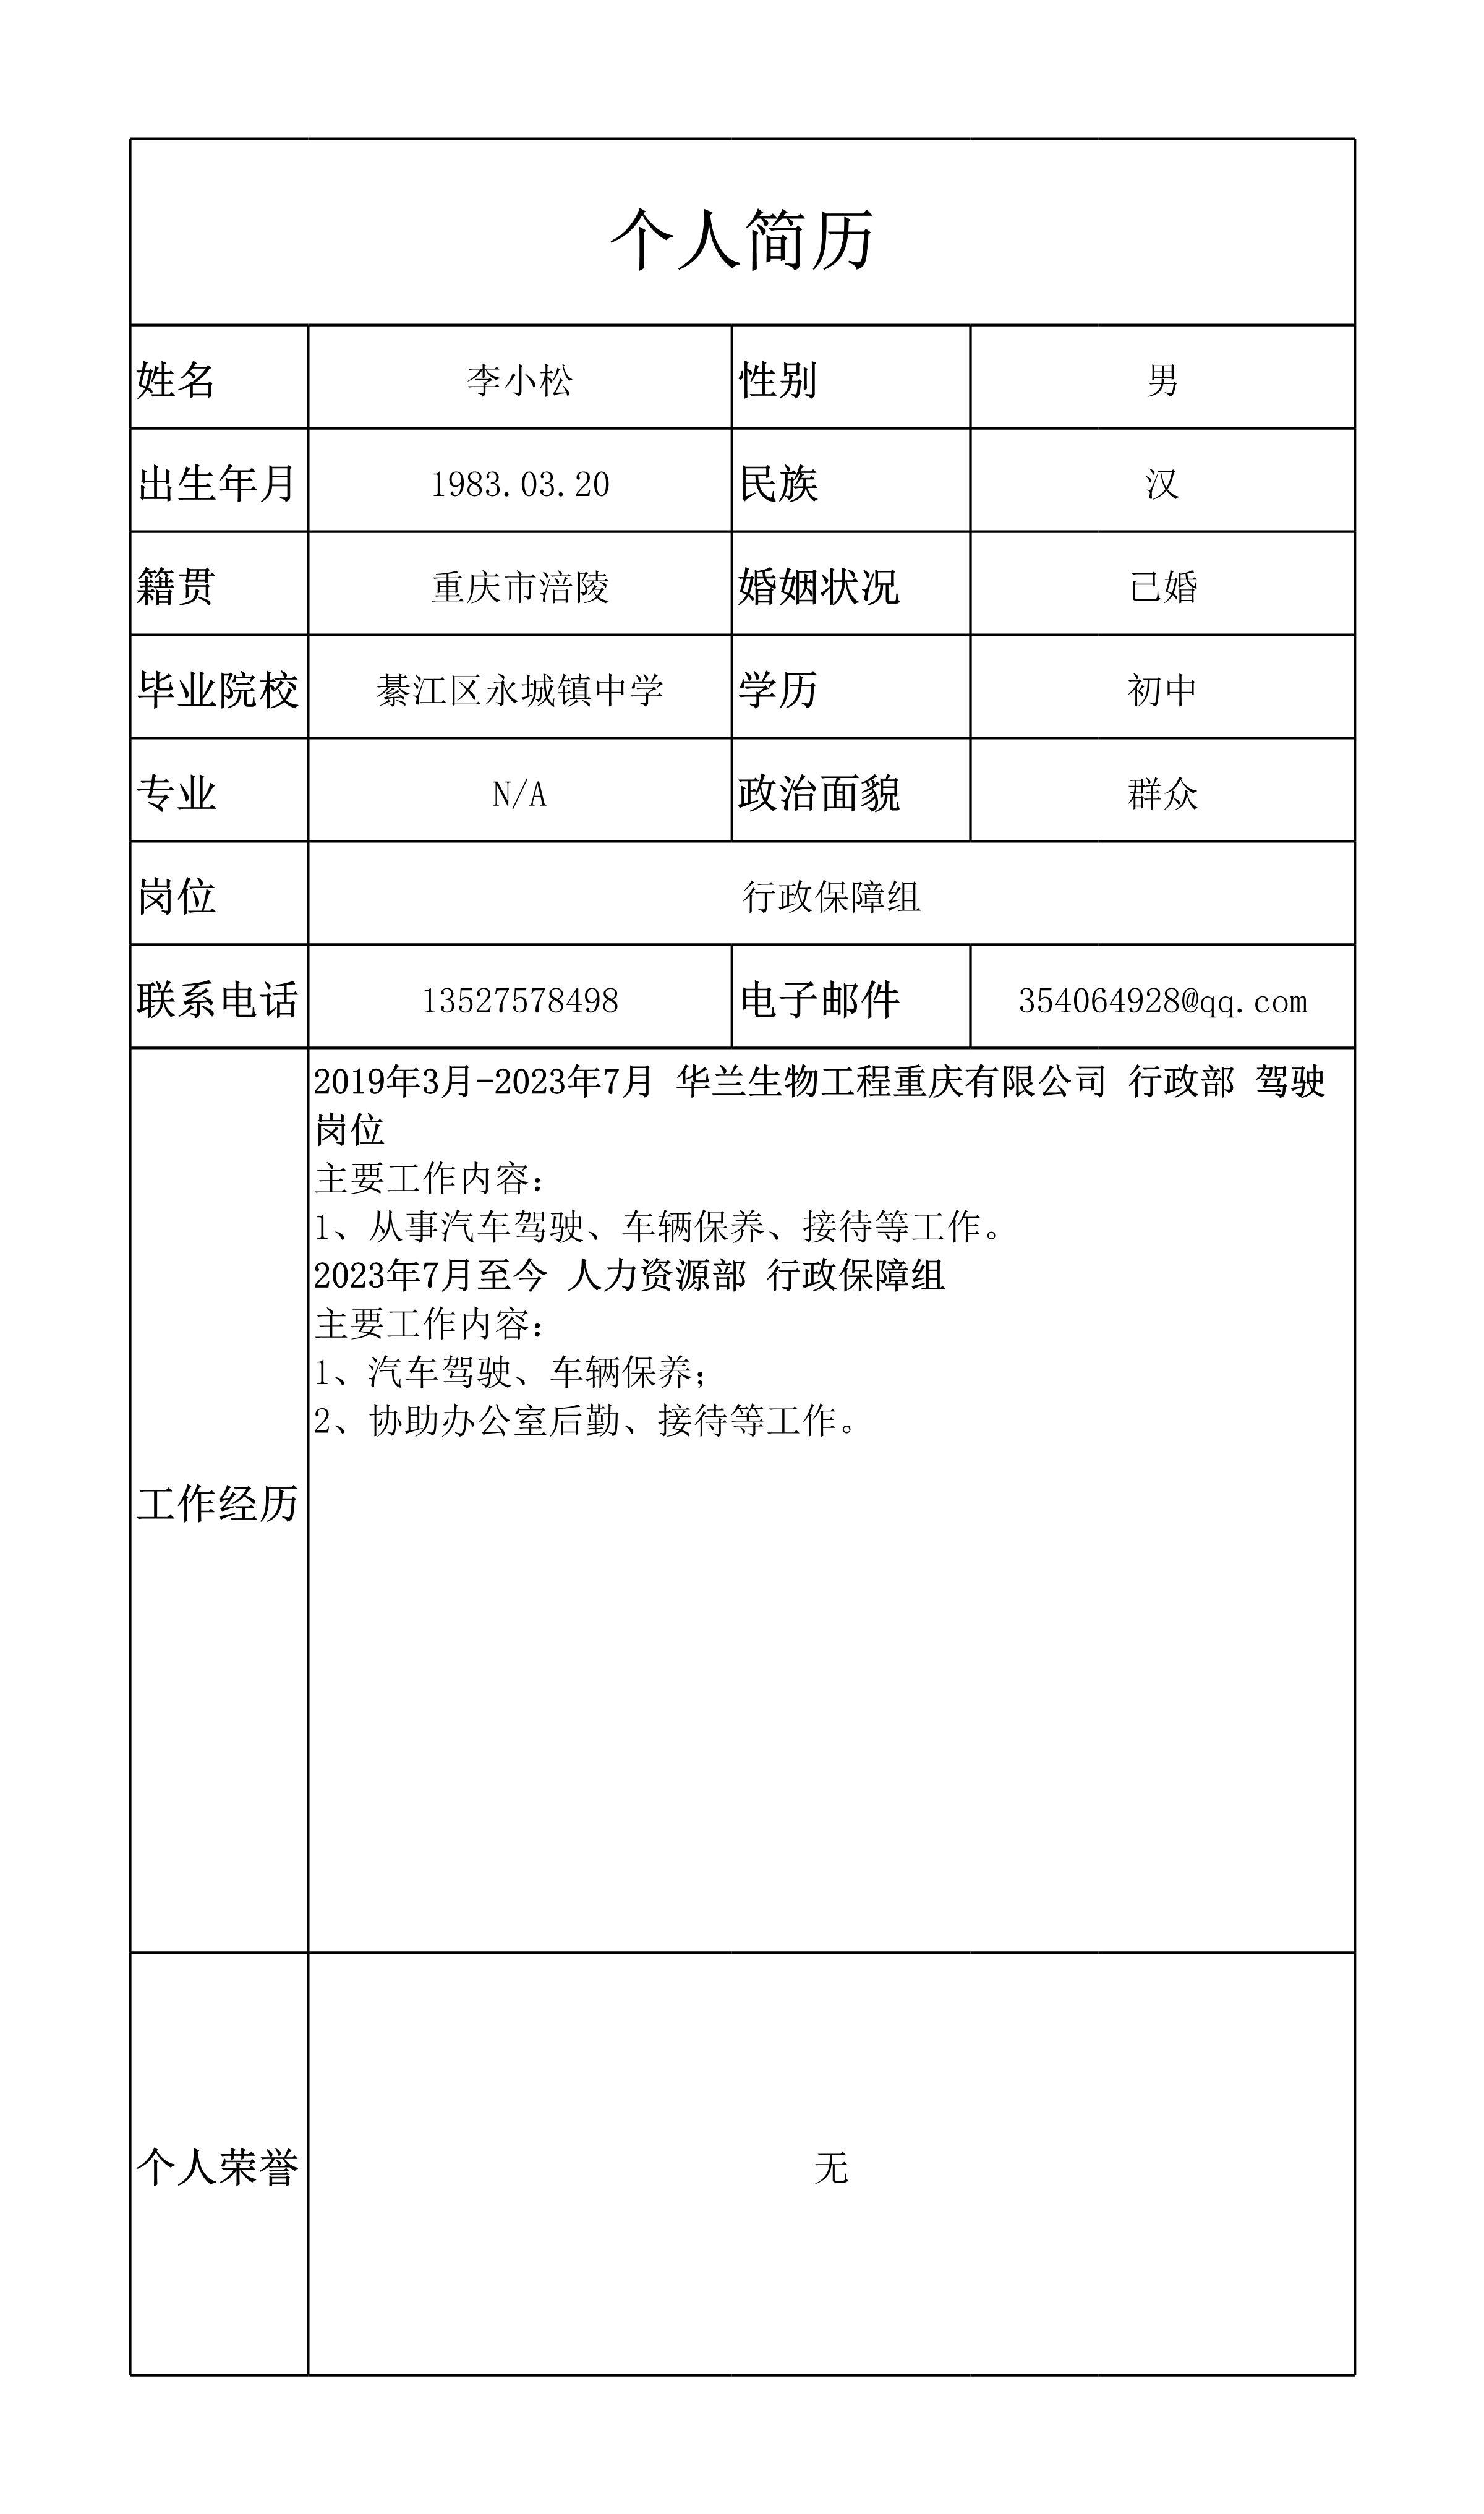 个人简历
姓名 李小松 性别 男
出生年月 1983.03.20 民族 汉
籍贯 重庆市涪陵 婚姻状况 已婚
毕业院校 綦江区永城镇中学 学历 初中
专业 N/A 政治面貌 群众
岗位 行政保障组
联系电话 13527578498 电子邮件 354064928@qq.com
2019年3月-2023年7月 华兰生物工程重庆有限公司 行政部 驾驶
岗位
主要工作内容：
1、从事汽车驾驶、车辆保养、接待等工作。
2023年7月至今 人力资源部 行政保障组
主要工作内容：
1、汽车驾驶、车辆保养；
2、协助办公室后勤、接待等工作。
工作经历
个人荣誉 无